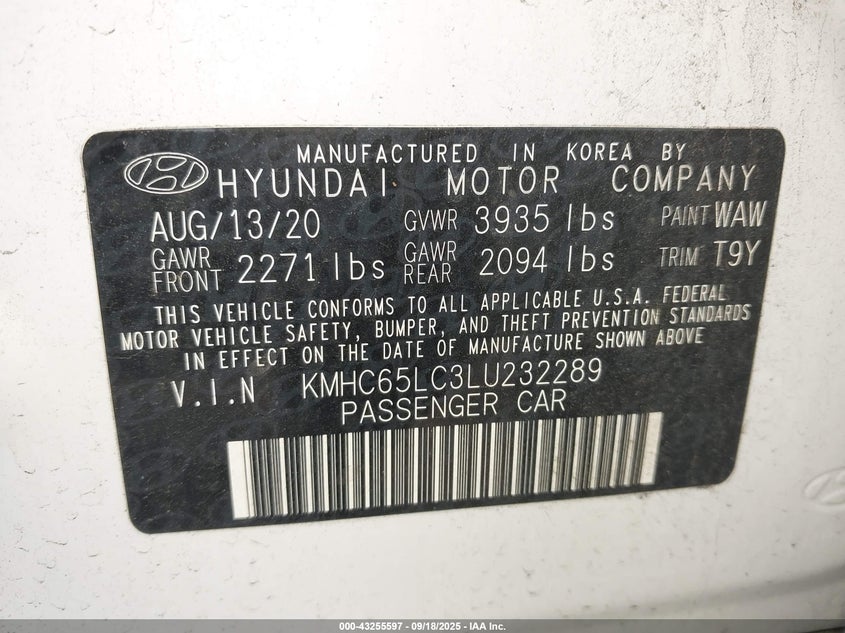 MANUFACTURED IN KOREA BY
HYUNDAI MOTOR COMPANY
AUG/13/20 GVWR 3935 lbs PAINT WAW
GAWR FRONT 2271 lbs GAWR REAR 2094 lbs TRIM T9Y
THIS VEHICLE CONFORMS TO ALL APPLICABLE U.S.A. FEDERAL
MOTOR VEHICLE SAFETY, BUMPER, AND THEFT PREVENTION STANDARDS
IN EFFECT ON THE DATE OF MANUFACTURE SHOWN ABOVE
V.I.N KMHC65LC3LU232289
PASSENGER CAR
000-43255597 - 09/18/2025 - IAA Inc.